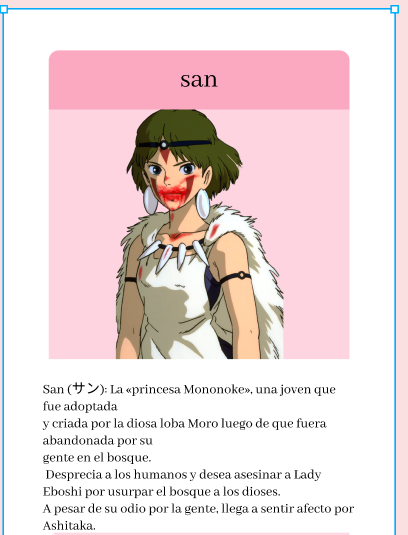 san
San (サン): La «princesa Mononoke», una joven que
fue adoptada
y criada por la diosa loba Moro luego de que fuera
abandonada por su
gente en el bosque.
Desprecia a los humanos y desea asesinar a Lady
Eboshi por usurpar el bosque a los dioses.
A pesar de su odio por la gente, llega a sentir afecto por
Ashitaka.